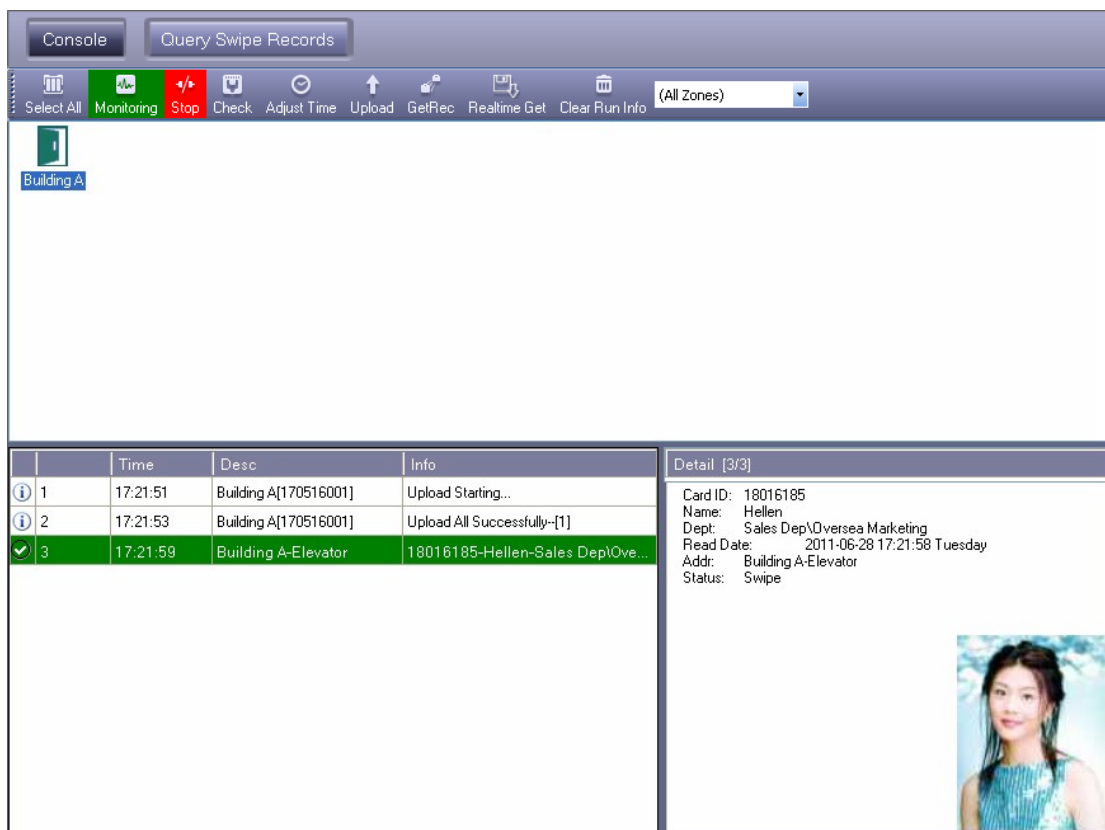 Console Query Swipe Records
Select All Monitoring Stop Check Adjust Time Upload GetRec Realtime Get Clear Run Info (All Zones)
Building A
Time Desc Info
1 17:21:51 Building A[170516001] Upload Starting...
2 17:21:53 Building A[170516001] Upload All Successfully--[1]
3 17:21:59 Building A-Elevator 18016185-Hellen-Sales Dep\Ove...
Detail [3/3]
Card ID: 18016185
Name: Hellen
Dept: Sales Dep\Oversea Marketing
Read Date: 2011-06-28 17:21:58 Tuesday
Addr: Building A-Elevator
Status: Swipe